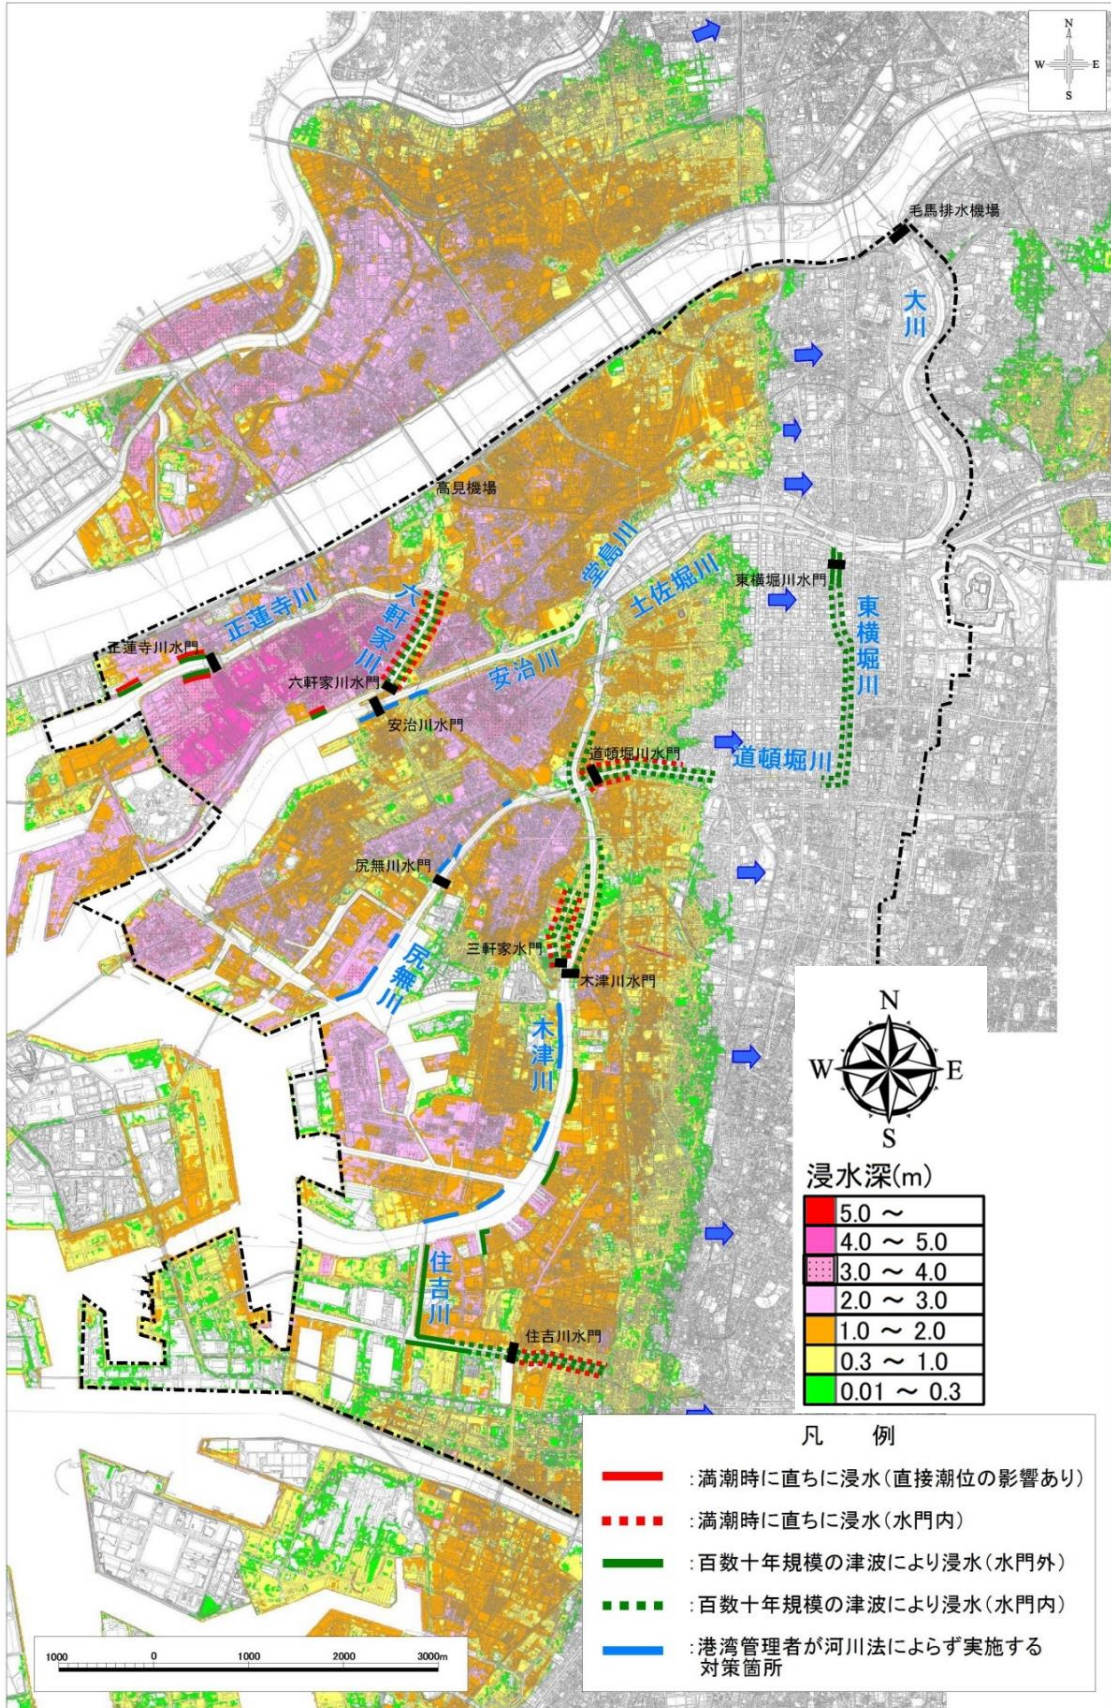 N
W E
S
毛馬排水機場
大川
高見機場
堂島川
土佐堀川
東横堀川水門
東横堀川
六軒家川
正蓮寺川
正蓮寺川水門
六軒家川水門
安治川
安治川水門
道頓堀川水門
道頓堀川
尻無川水門
尻無川
三軒家水門
木津川水門
木津川
住吉川
住吉川水門
N
W E
S
浸水深(m)
5.0 ～
4.0 ～ 5.0
3.0 ～ 4.0
2.0 ～ 3.0
1.0 ～ 2.0
0.3 ～ 1.0
0.01 ～ 0.3
凡 例
:満潮時に直ちに浸水(直接潮位の影響あり)
:満潮時に直ちに浸水(水門内)
:百数十年規模の津波により浸水(水門外)
:百数十年規模の津波により浸水(水門内)
:港湾管理者が河川法によらず実施する
対策箇所
1000 0 1000 2000 3000m